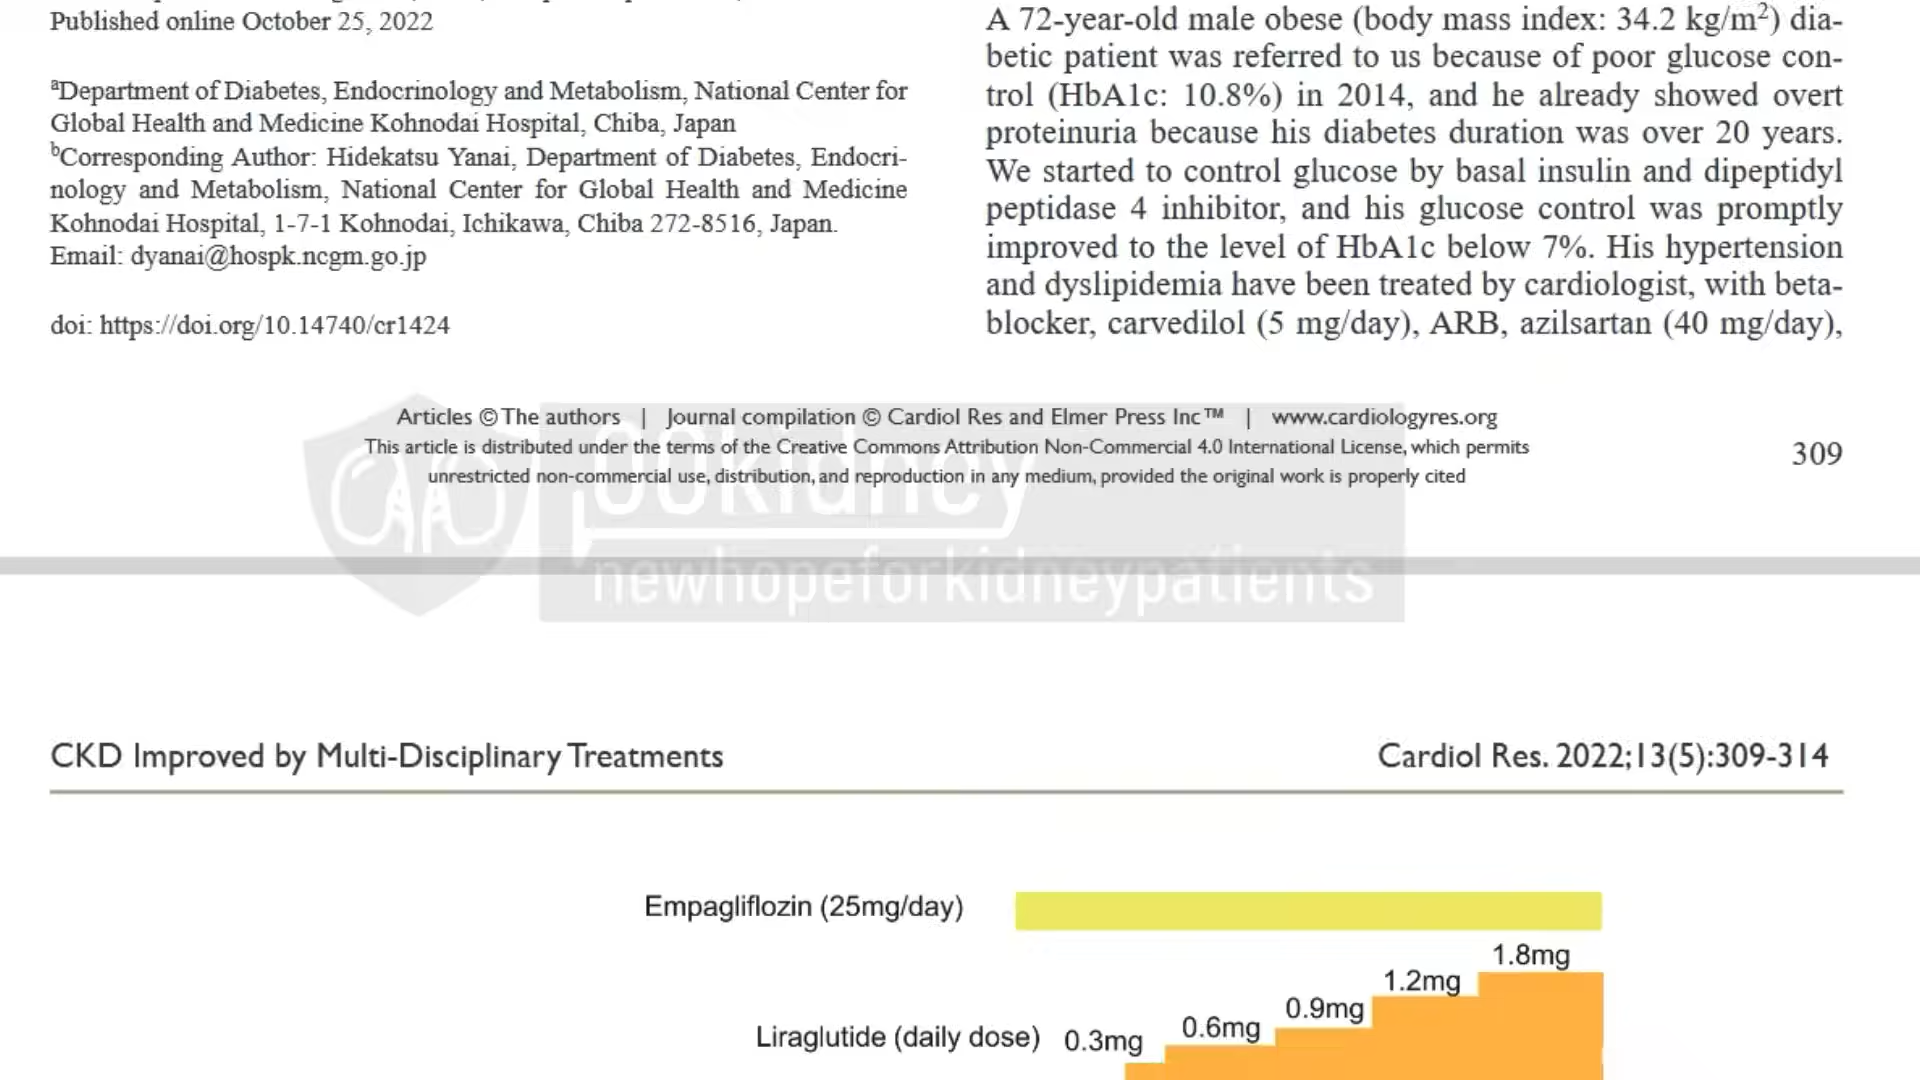 Published online October 25, 2022
aDepartment of Diabetes, Endocrinology and Metabolism, National Center for
Global Health and Medicine Kohnodai Hospital, Chiba, Japan
bCorresponding Author: Hidekatsu Yanai, Department of Diabetes, Endocri-
nology and Metabolism, National Center for Global Health and Medicine
Kohnodai Hospital, 1-7-1 Kohnodai, Ichikawa, Chiba 272-8516, Japan.
Email: dyanai@hospk.ncgm.go.jp
doi: https://doi.org/10.14740/cr1424
A 72-year-old male obese (body mass index: 34.2 kg/m2) dia-
betic patient was referred to us because of poor glucose con-
trol (HbA1c: 10.8%) in 2014, and he already showed overt
proteinuria because his diabetes duration was over 20 years.
We started to control glucose by basal insulin and dipeptidyl
peptidase 4 inhibitor, and his glucose control was promptly
improved to the level of HbA1c below 7%. His hypertension
and dyslipidemia have been treated by cardiologist, with beta-
blocker, carvedilol (5 mg/day), ARB, azilsartan (40 mg/day),
Articles © The authors | Journal compilation © Cardiol Res and Elmer Press Inc™ | www.cardiologyres.org
This article is distributed under the terms of the Creative Commons Attribution Non-Commercial 4.0 International License, which permits
unrestricted non-commercial use, distribution, and reproduction in any medium, provided the original work is properly cited
309
newhopeforkidneypatients
CKD Improved by Multi-Disciplinary Treatments
Cardiol Res. 2022;13(5):309-314
Empagliflozin (25mg/day)
1.8mg
1.2mg
0.9mg
0.6mg
Liraglutide (daily dose) 0.3mg